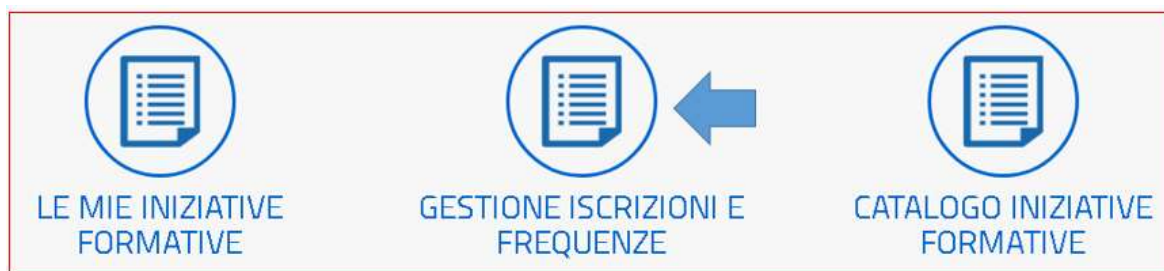 LE MIE INIZIATIVE
FORMATIVE
GESTIONE ISCRIZIONI E
FREQUENZE
CATALOGO INIZIATIVE
FORMATIVE